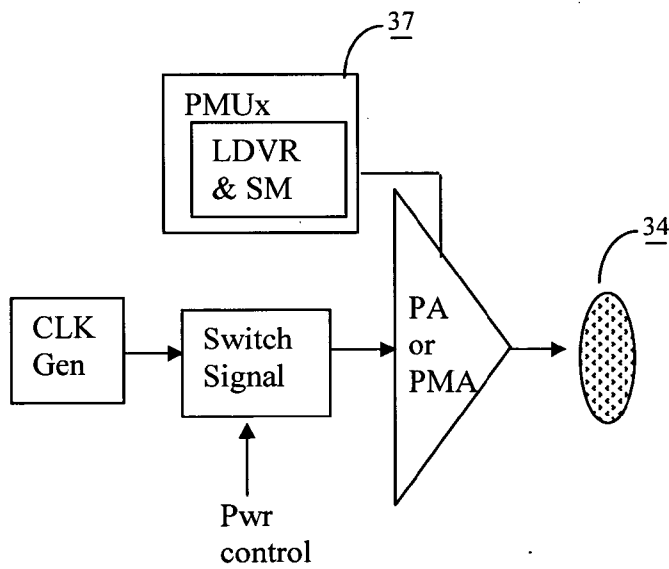 37
PMUx
LDVR
& SM
34
CLK
Gen
Switch
Signal
PA
or
PMA
Pwr
control